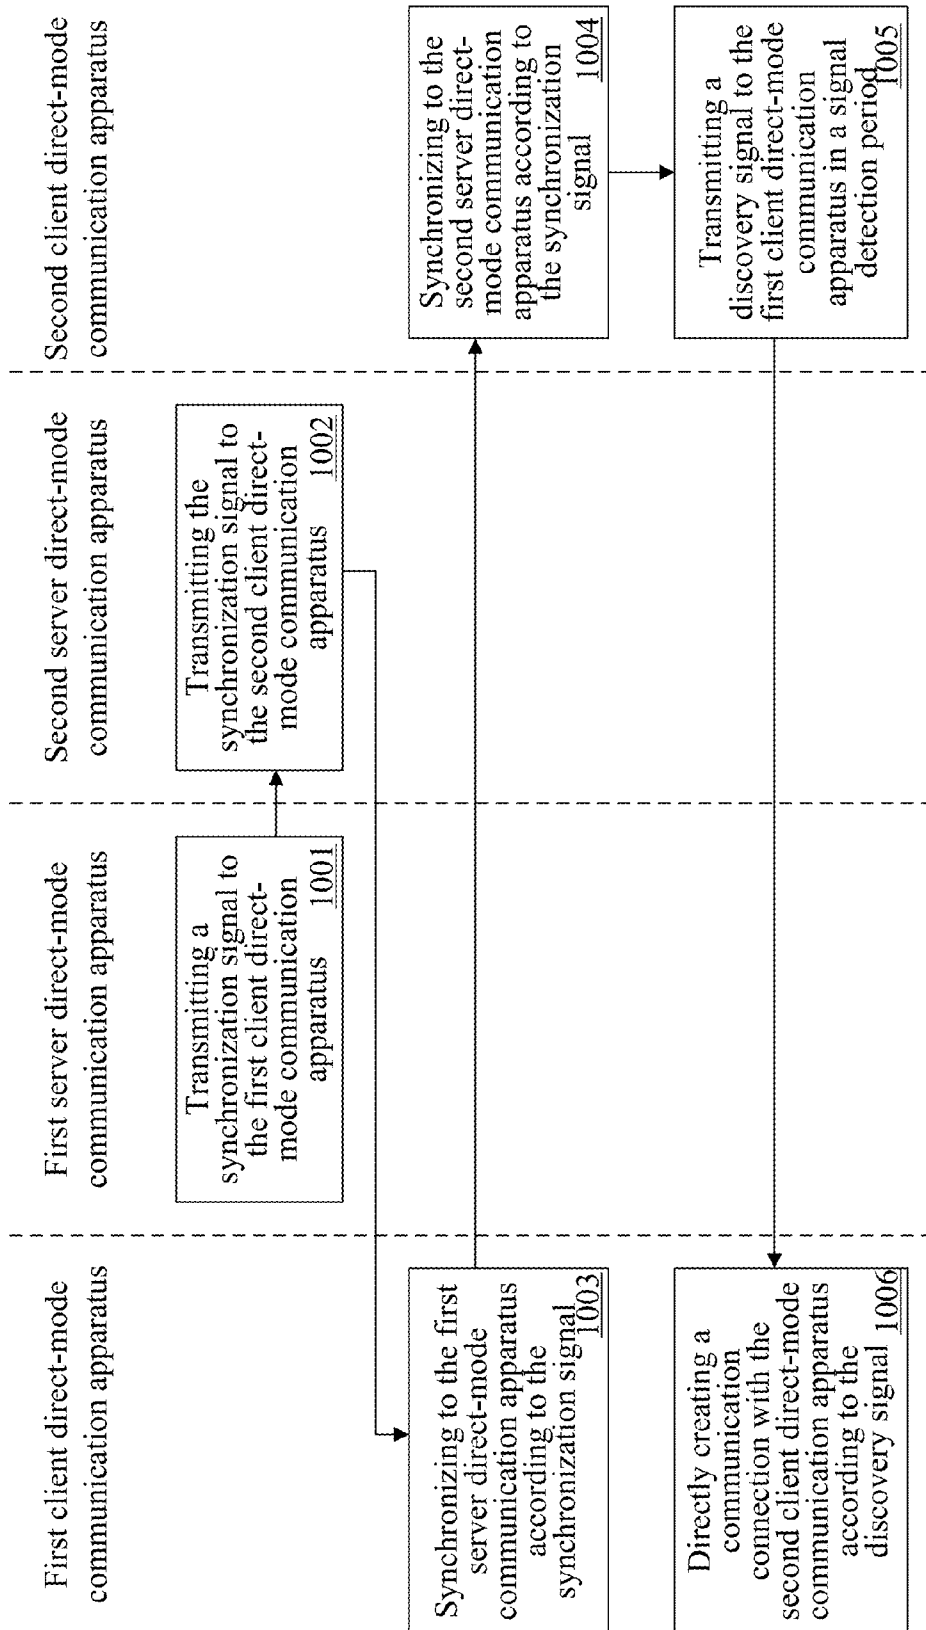 First client direct-mode
communication apparatus
First server direct-mode
communication apparatus
Second server direct-mode
communication apparatus
Second client direct-mode
communication apparatus
Transmitting a
synchronization signal to
the first client direct-
mode communication
apparatus 1001
Transmitting the
synchronization signal to
the second client direct-
mode communication
apparatus 1002
Synchronizing to the first
server direct-mode
communication apparatus
according to the
synchronization signal
1003
Synchronizing to the
second server direct-
mode communication
apparatus according to
the synchronization
signal 1004
Transmitting a
discovery signal to the
first client direct-mode
communication
apparatus in a signal
detection period
1005
Directly creating a
communication
connection with the
second client direct-mode
communication apparatus
according to the
discovery signal 1006